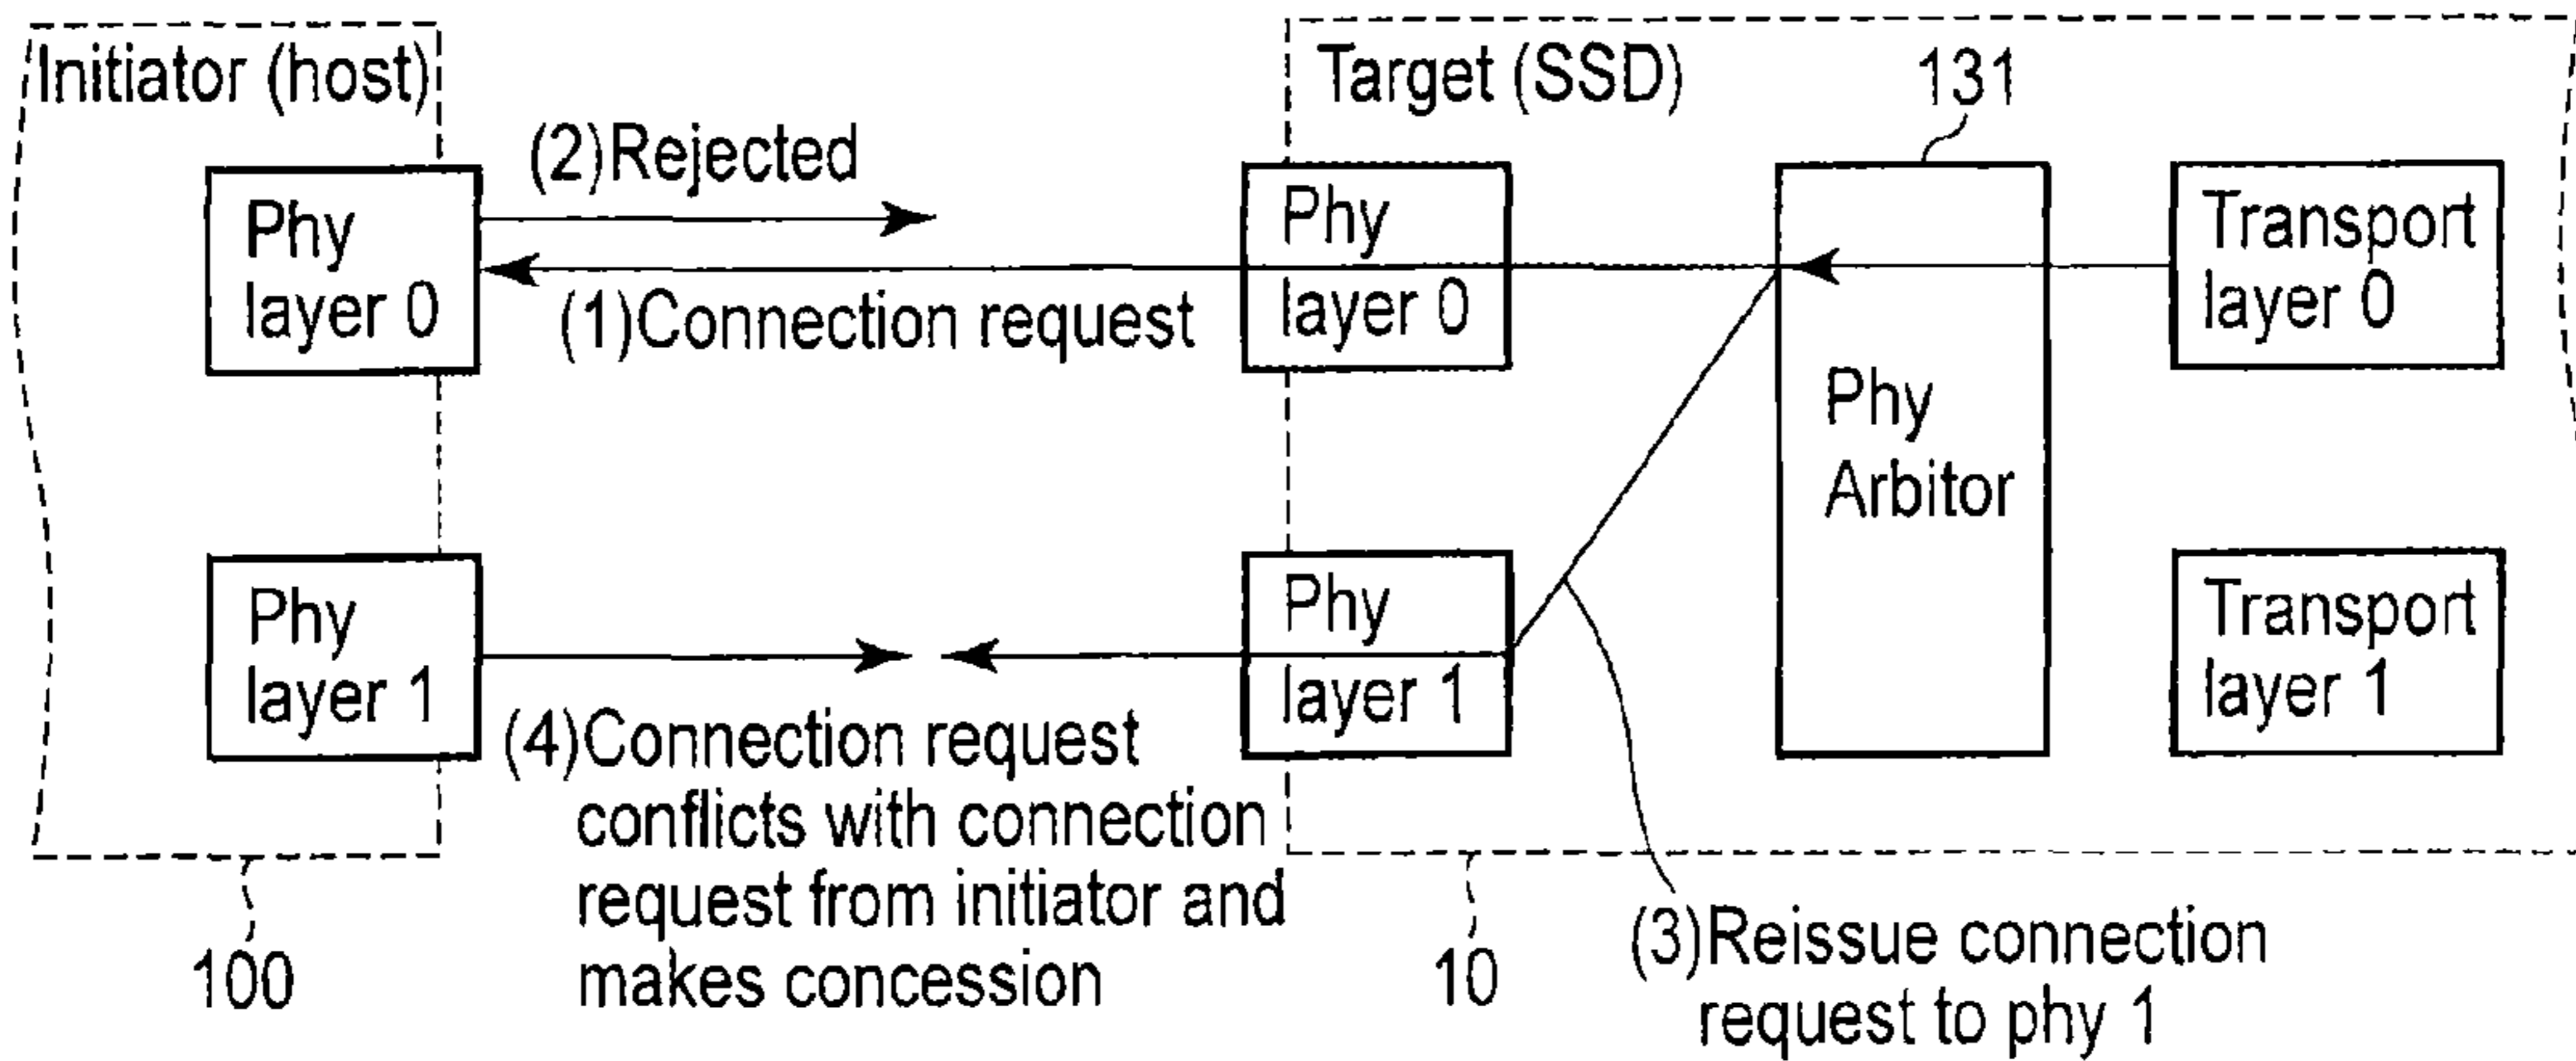 Initiator (host)
Target (SSD)
131
(2)Rejected
Phy
layer 0
(1)Connection request
Phy
layer 0
Phy
Arbitor
Transport
layer 0
Phy
layer 1
(4)Connection request
conflicts with connection
request from initiator and
makes concession
Phy
layer 1
Transport
layer 1
100
10
(3)Reissue connection
request to phy 1